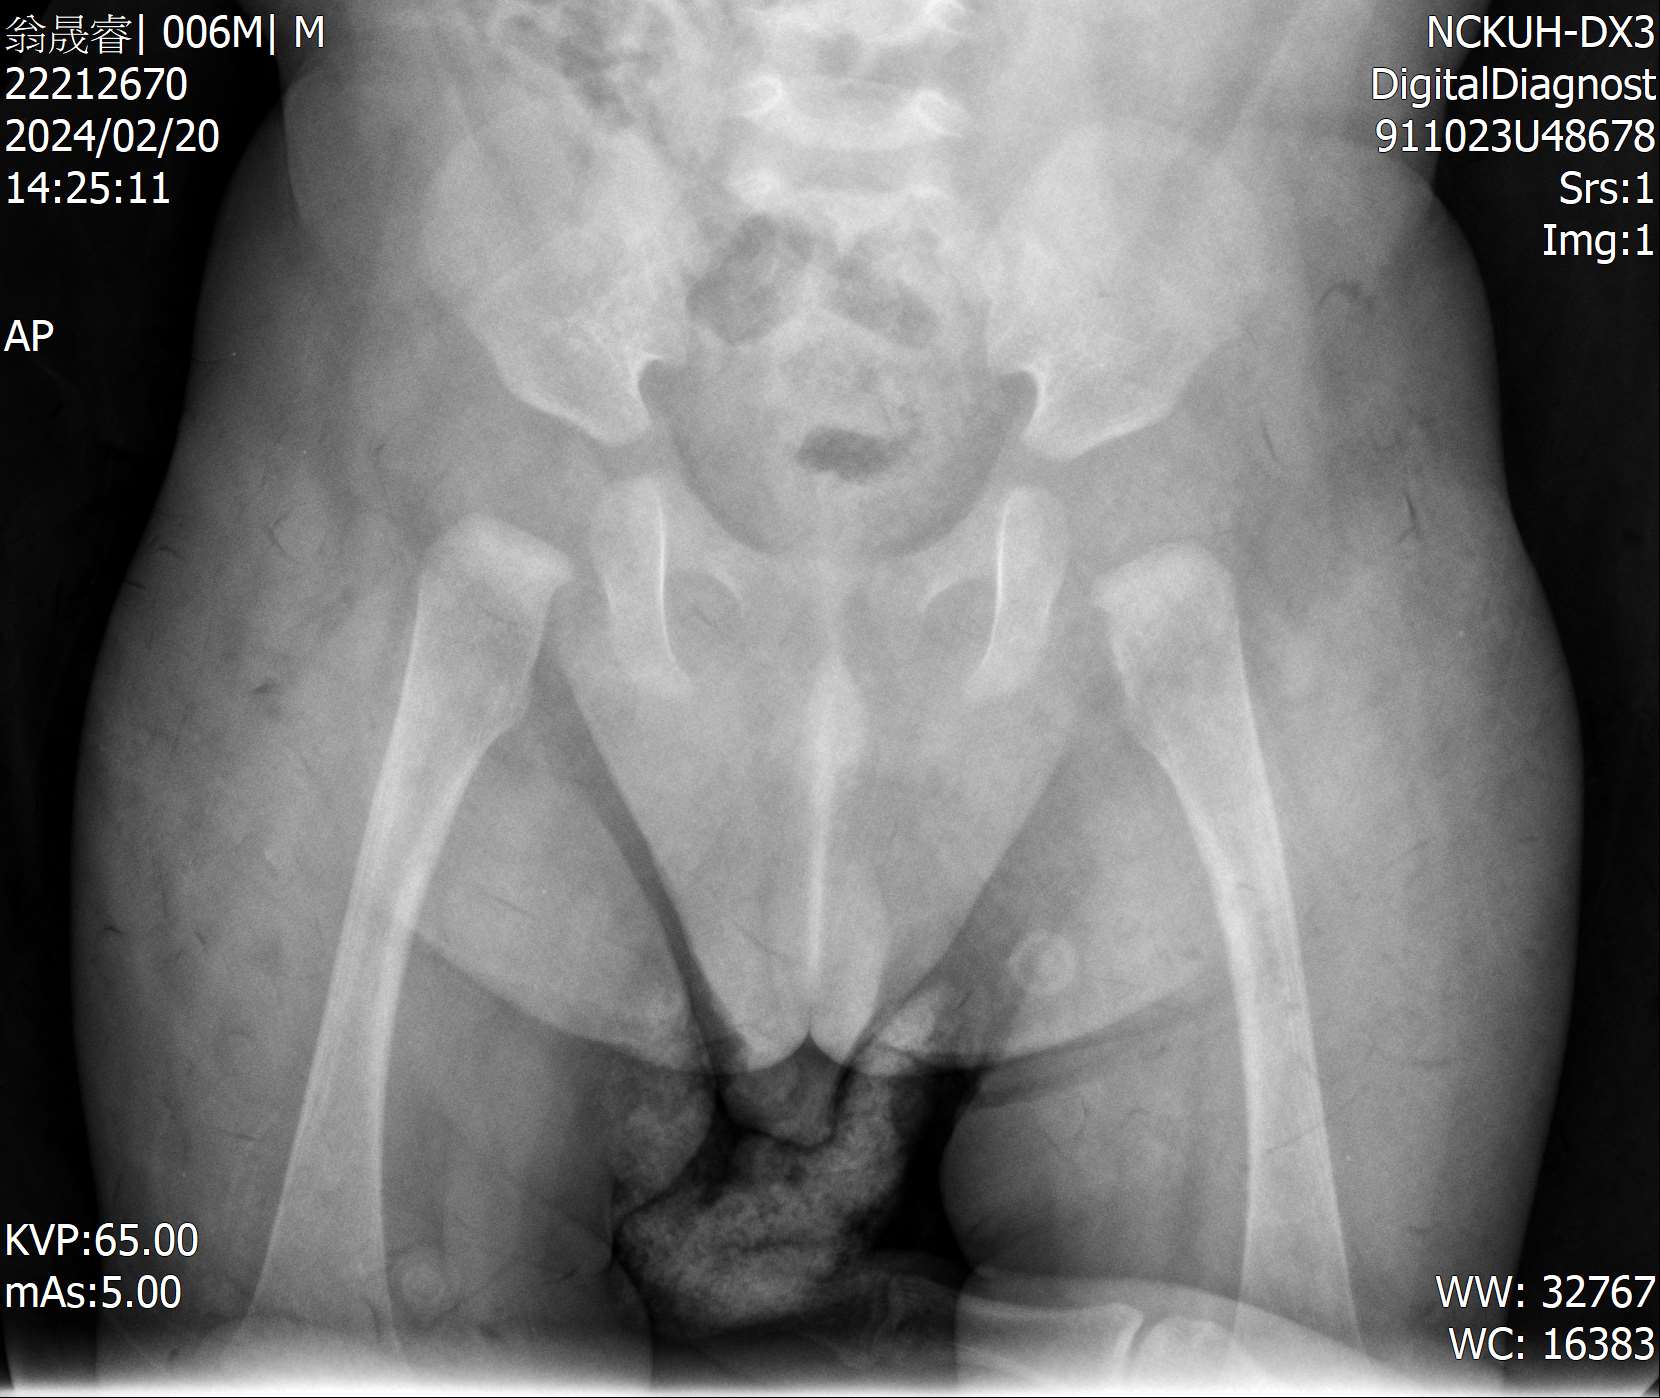 翁晟睿| 006M| M
22212670
2024/02/20
14:25:11
AP
NCKUH-DX3
DigitalDiagnost
911023U48678
Srs:1
Img:1
KVP:65.00
mAs:5.00
WW: 32767
WC: 16383